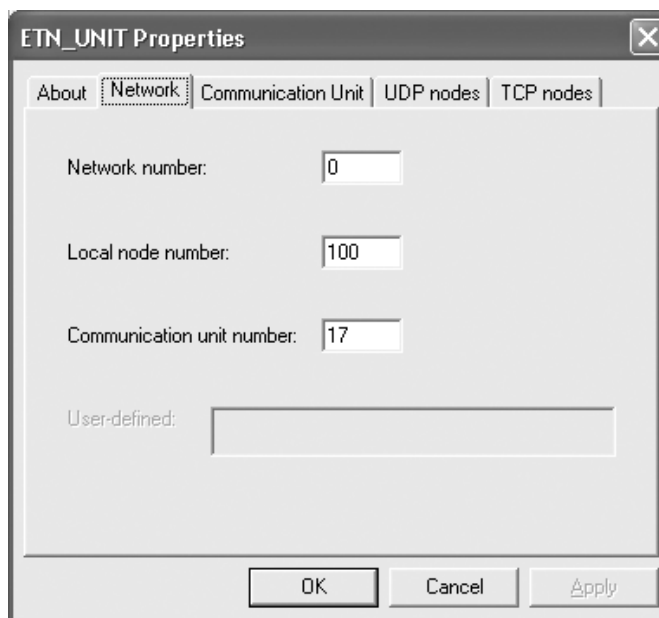 ETN_UNIT Properties
About Network Communication Unit UDP nodes TCP nodes
Network number: 0
Local node number: 100
Communication unit number: 17
User-defined:
OK Cancel Apply